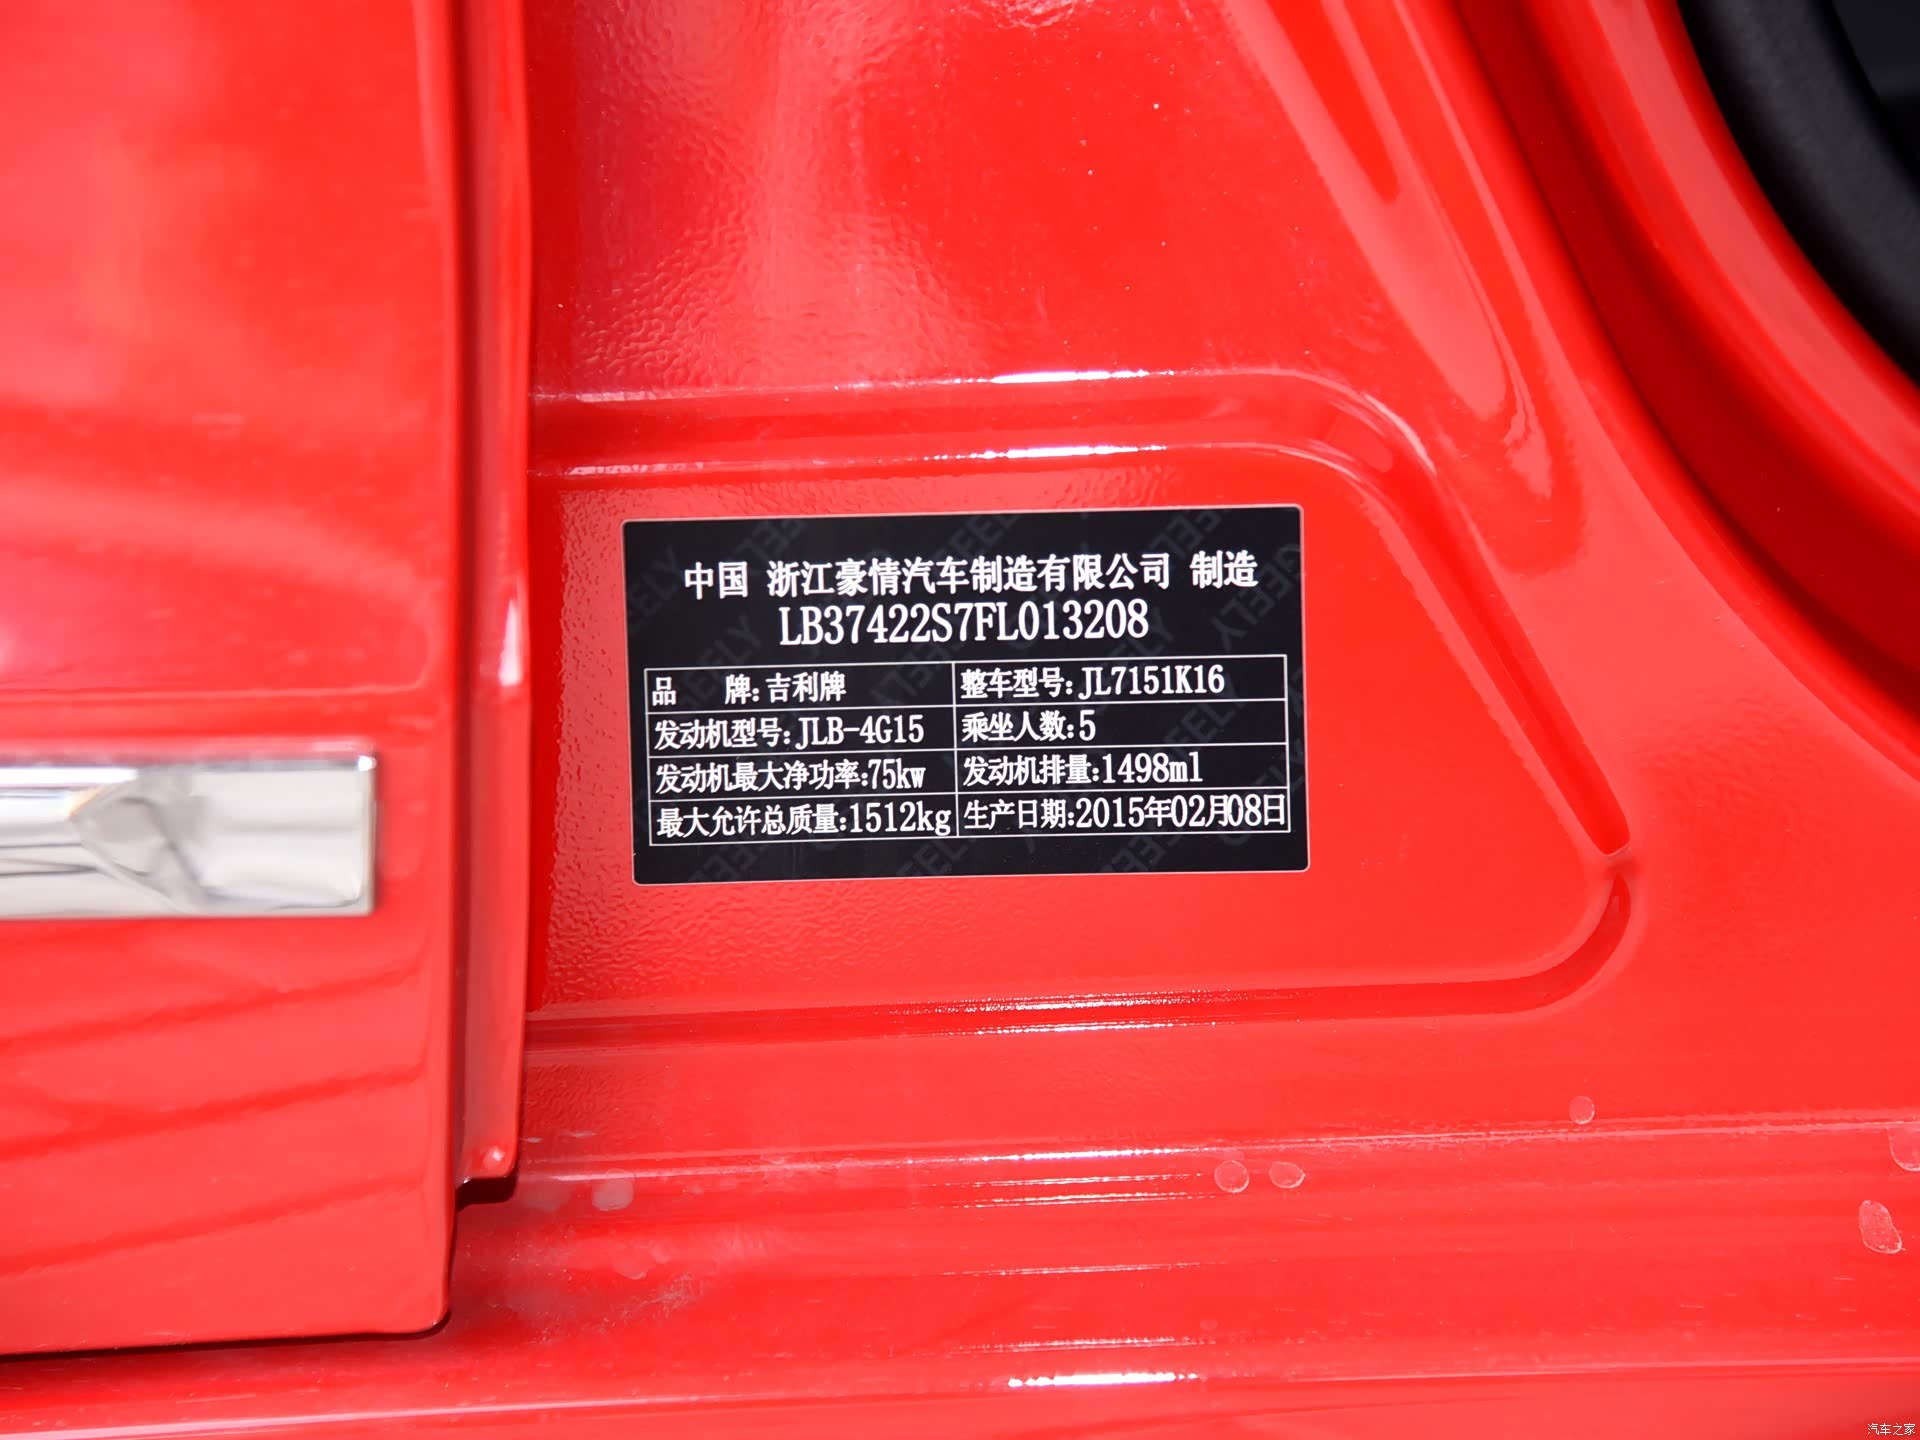 中国 浙江豪情汽车制造有限公司 制造
LB37422S7FL013208
品 牌:吉利牌 整车型号:JL7151K16
发动机型号:JLB-4G15 乘坐人数:5
发动机最大净功率:75kw 发动机排量:1498ml
最大允许总质量:1512kg 生产日期:2015年02月08日
汽车之家